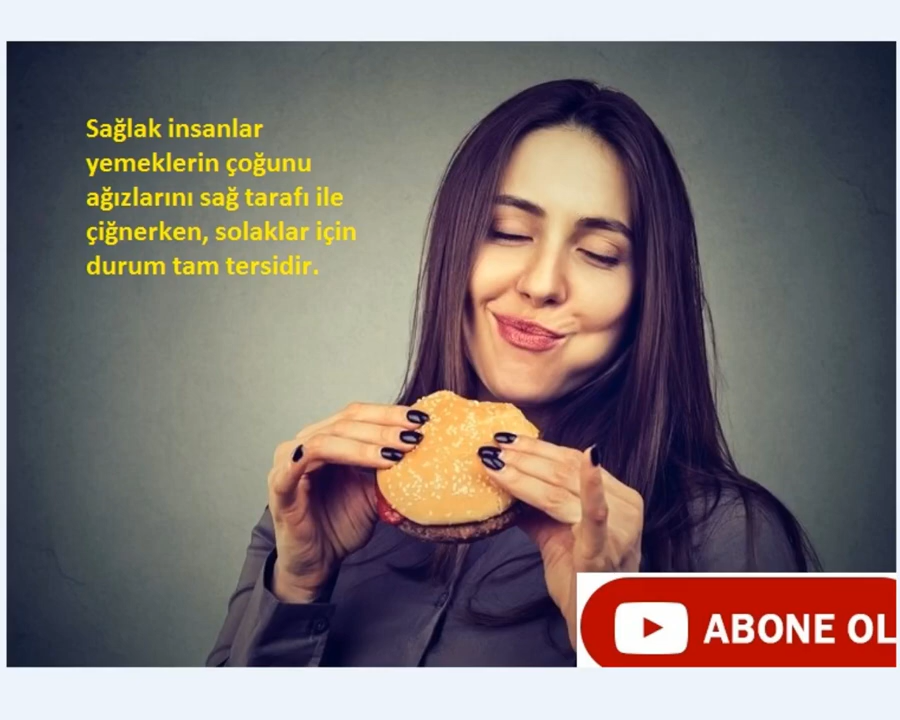 Sağlak insanlar
yemeklerin çoğunu
ağızlarını sağ tarafı ile
çiğnerken, solaklar için
durum tam tersidir.
ABONE OL